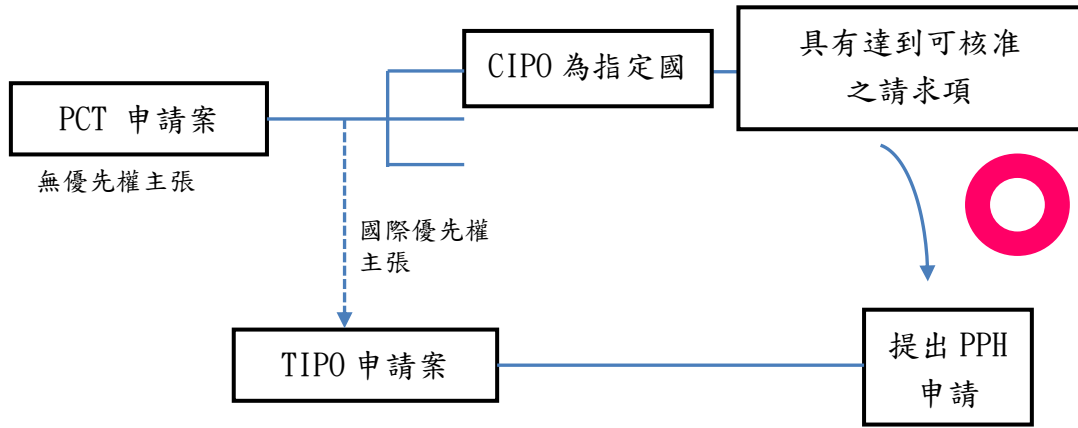 CIPO 為指定國
具有達到可核准
之請求項
PCT 申請案
無優先權主張
國際優先權
主張
TIPO 申請案
提出 PPH
申請